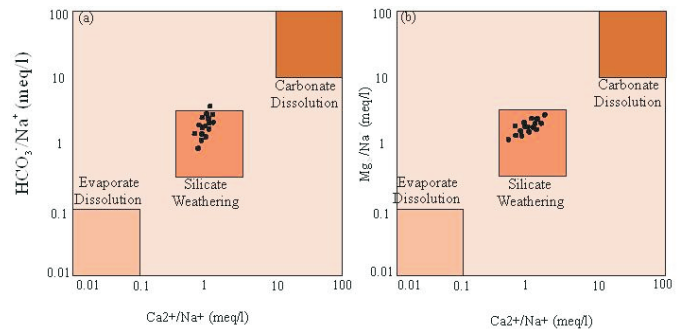 (a)
100
10
1
0.1
0.01
HCO3-/Na+ (meq/l)
Carbonate
Dissolution
Silicate
Weathering
Evaporate
Dissolution
0.01 0.1 1 10 100
Ca2+/Na+ (meq/l)
(b)
100
10
1
0.1
0.01
Mg /Na (meq/l)
Carbonate
Dissolution
Silicate
Weathering
Evaporate
Dissolution
0.01 0.1 1 10 100
Ca2+/Na+ (meq/l)